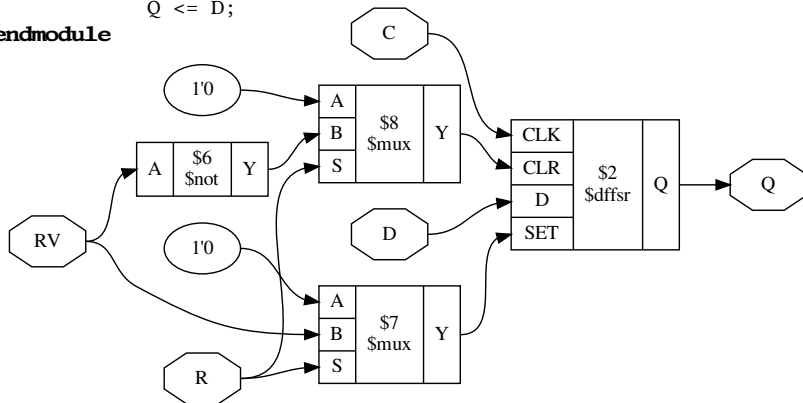 Q <= D;
endmodule
C
1'0
A
B
S
$8
$mux
Y
CLK
CLR
D
SET
$2
$dffsr
Q
Q
A
$6
$not
Y
RV
D
1'0
A
B
S
$7
$mux
Y
R